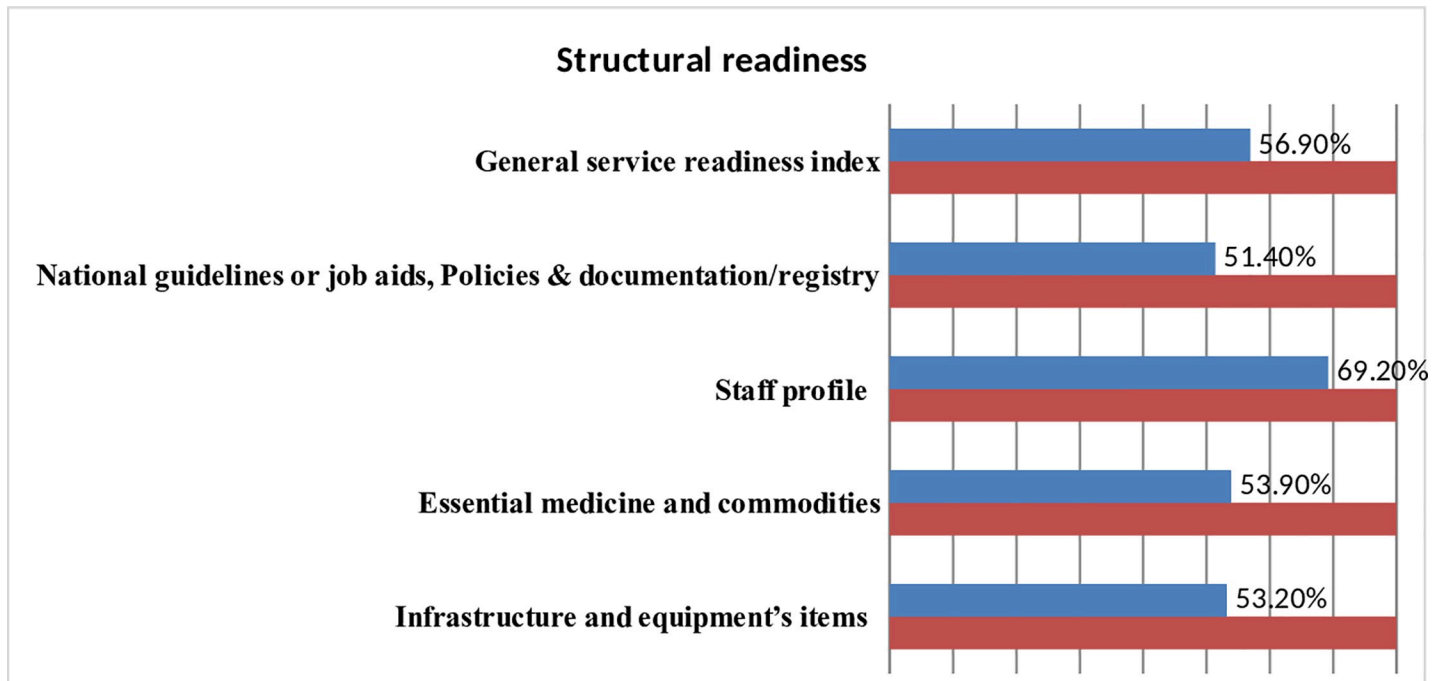 Structural readiness
General service readiness index
56.90%
National guidelines or job aids, Policies & documentation/registry
51.40%
Staff profile
69.20%
Essential medicine and commodities
53.90%
Infrastructure and equipment’s items
53.20%